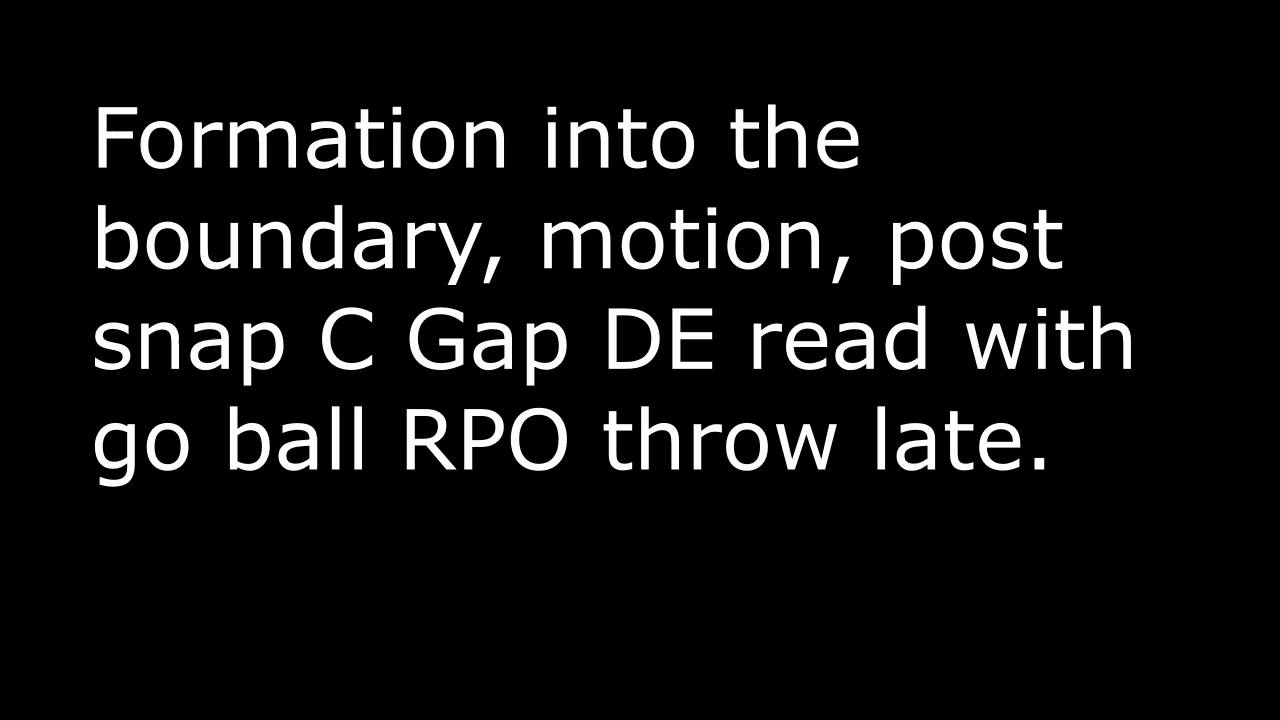 Formation into the
boundary, motion, post
snap C Gap DE read with
go ball RPO throw late.